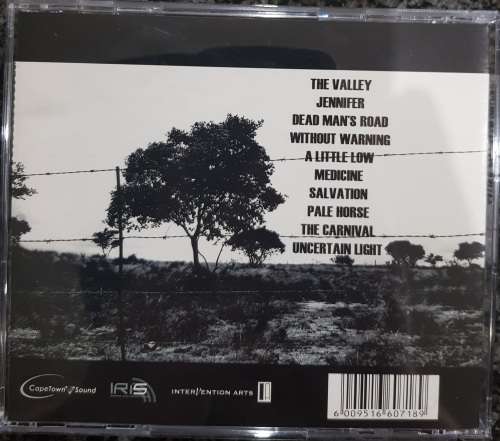 THE VALLEY
JENNIFER
DEAD MAN'S ROAD
WITHOUT WARNING
A LITTLE LOW
MEDICINE
SALVATION
PALE HORSE
THE CARNIVAL
UNCERTAIN LIGHT
CapeTown Sound
IRIS
INTERVENTION ARTS
6 009516 607189